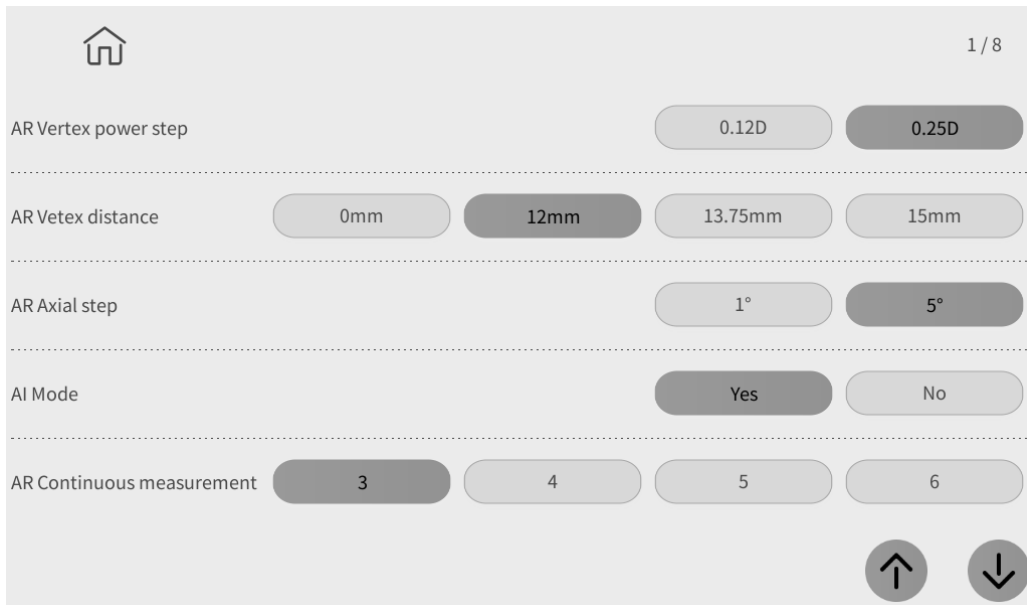 1 / 8
AR Vertex power step 0.12D 0.25D
AR Vetex distance 0mm 12mm 13.75mm 15mm
AR Axial step 1° 5°
AI Mode Yes No
AR Continuous measurement 3 4 5 6